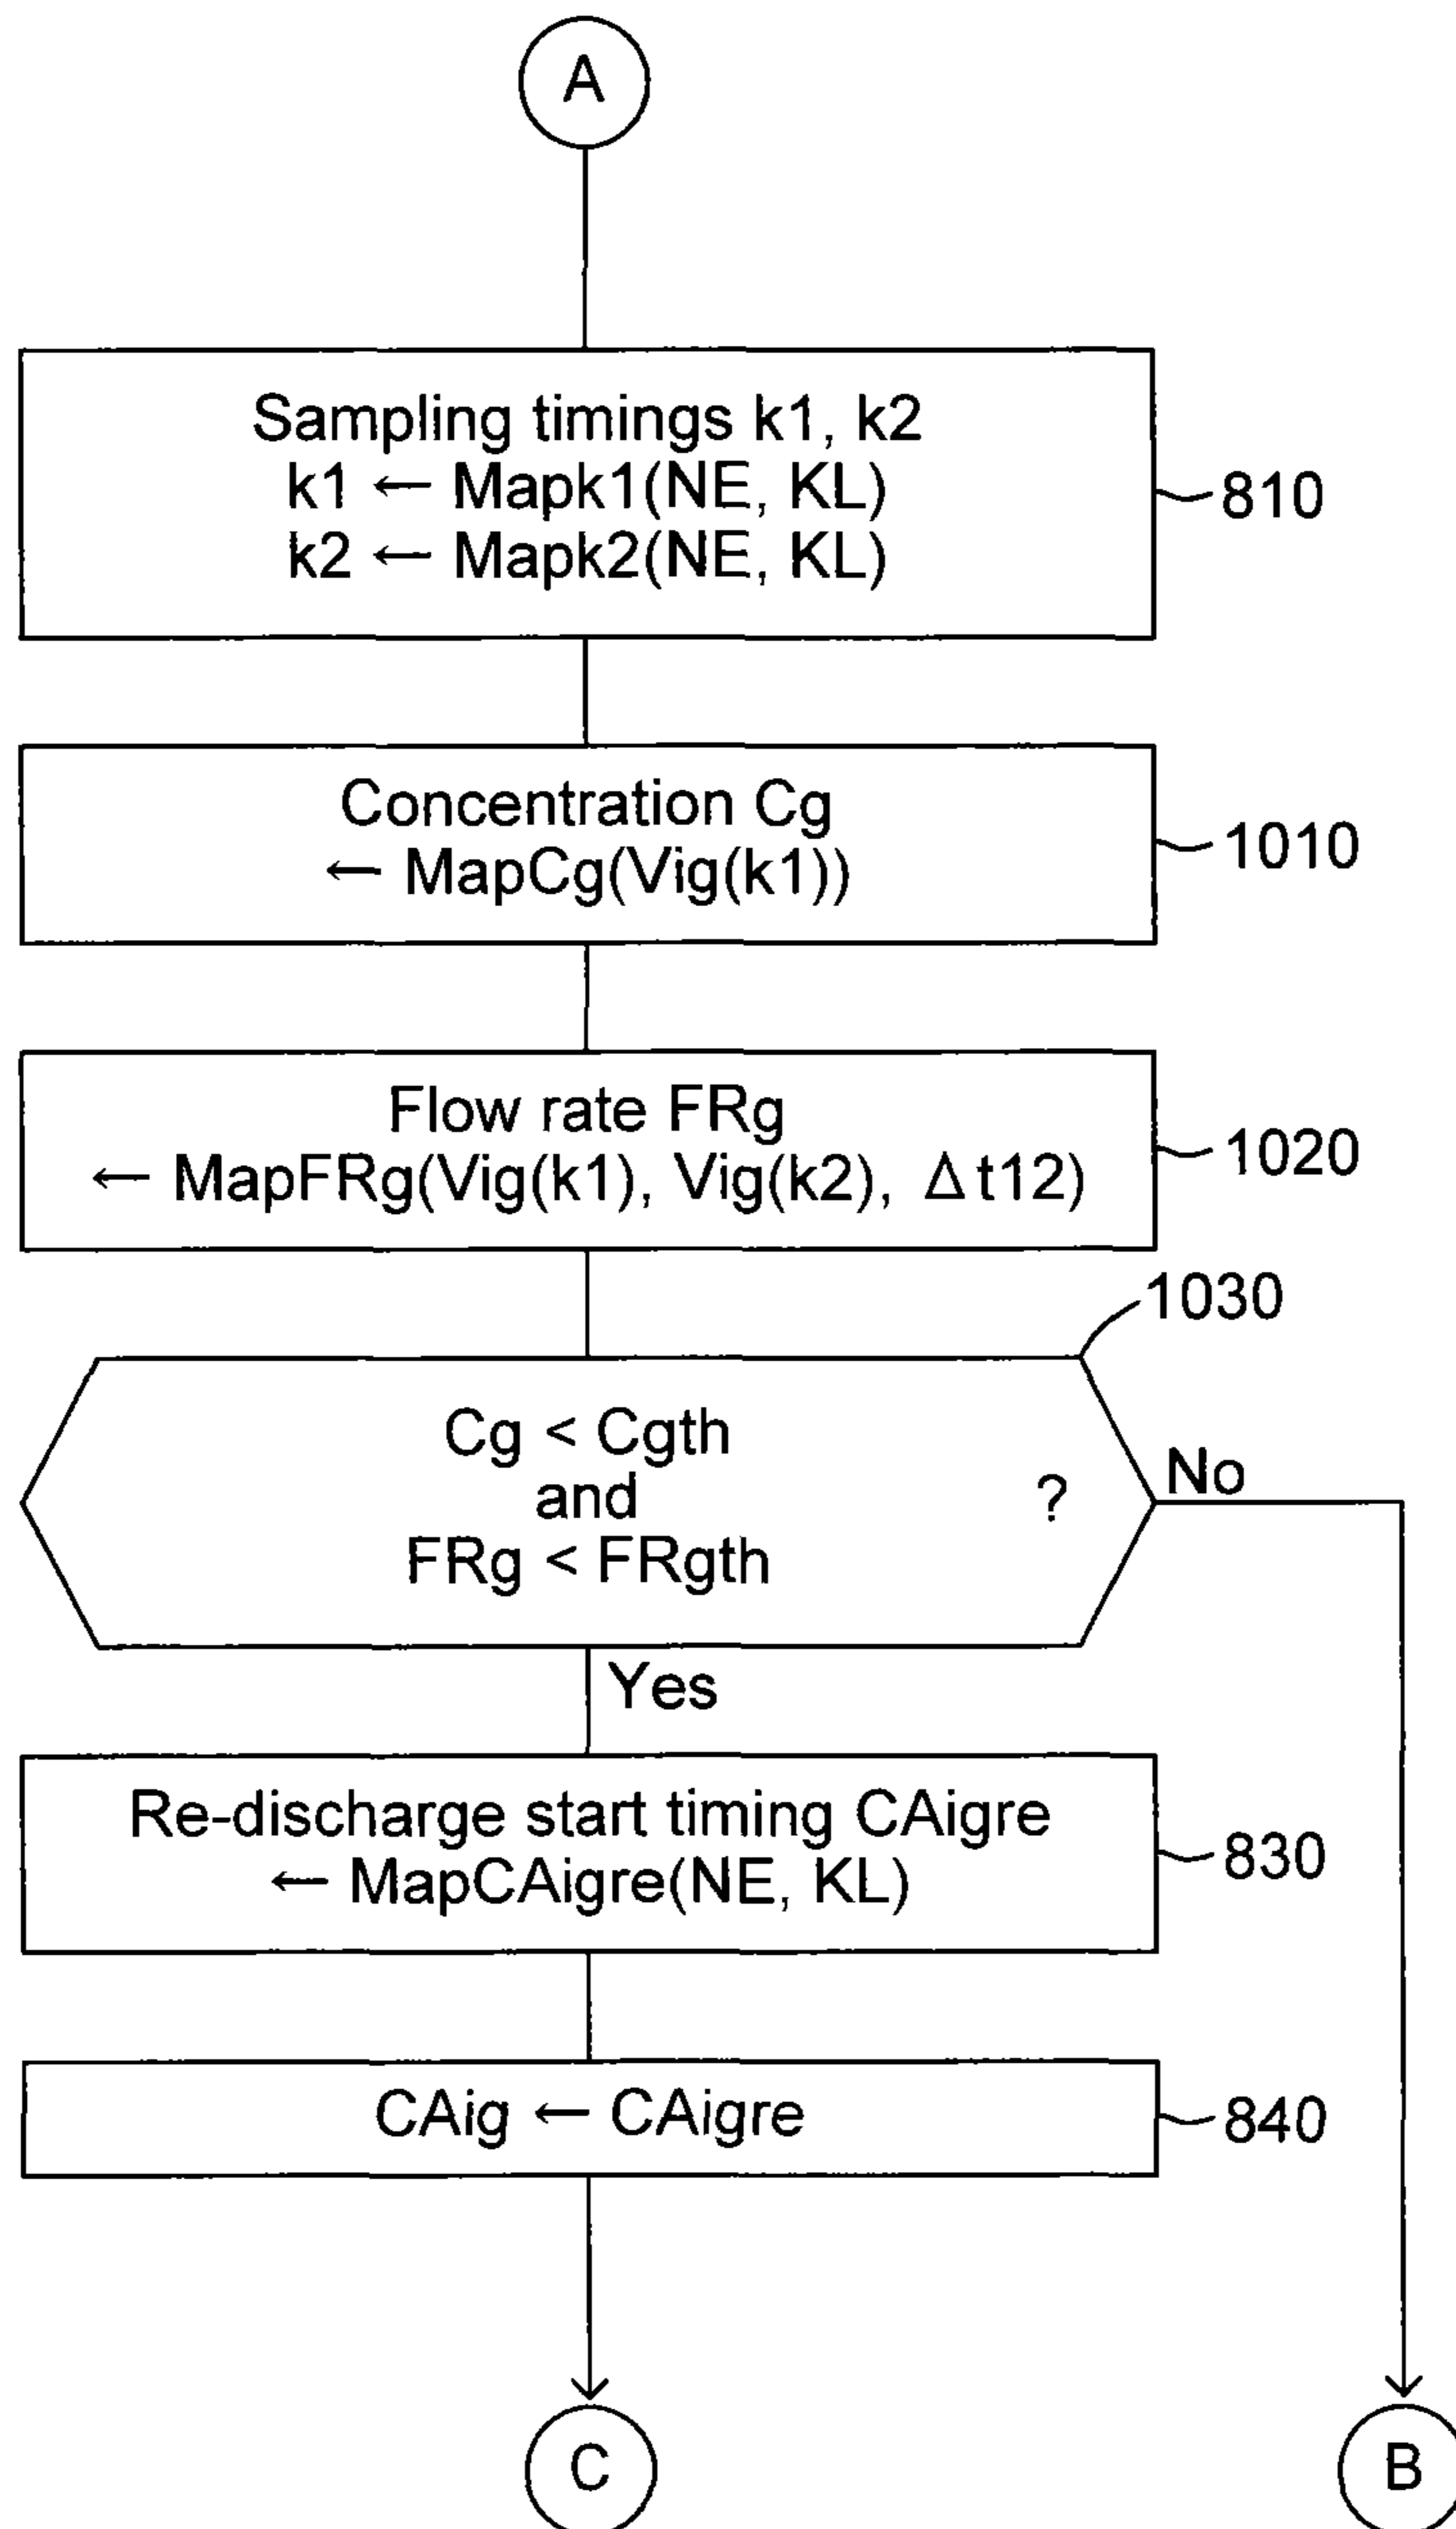 A
Sampling timings k1, k2
k1 ← Mapk1(NE, KL)
k2 ← Mapk2(NE, KL)
810
Concentration Cg
← MapCg(Vig(k1))
1010
Flow rate FRg
← MapFRg(Vig(k1), Vig(k2), Δt12)
1020
1030
Cg < Cgth
and
?
FRg < FRgth
No
Yes
Re-discharge start timing CAigre
← MapCAigre(NE, KL)
830
CAig ← CAigre
840
C
B